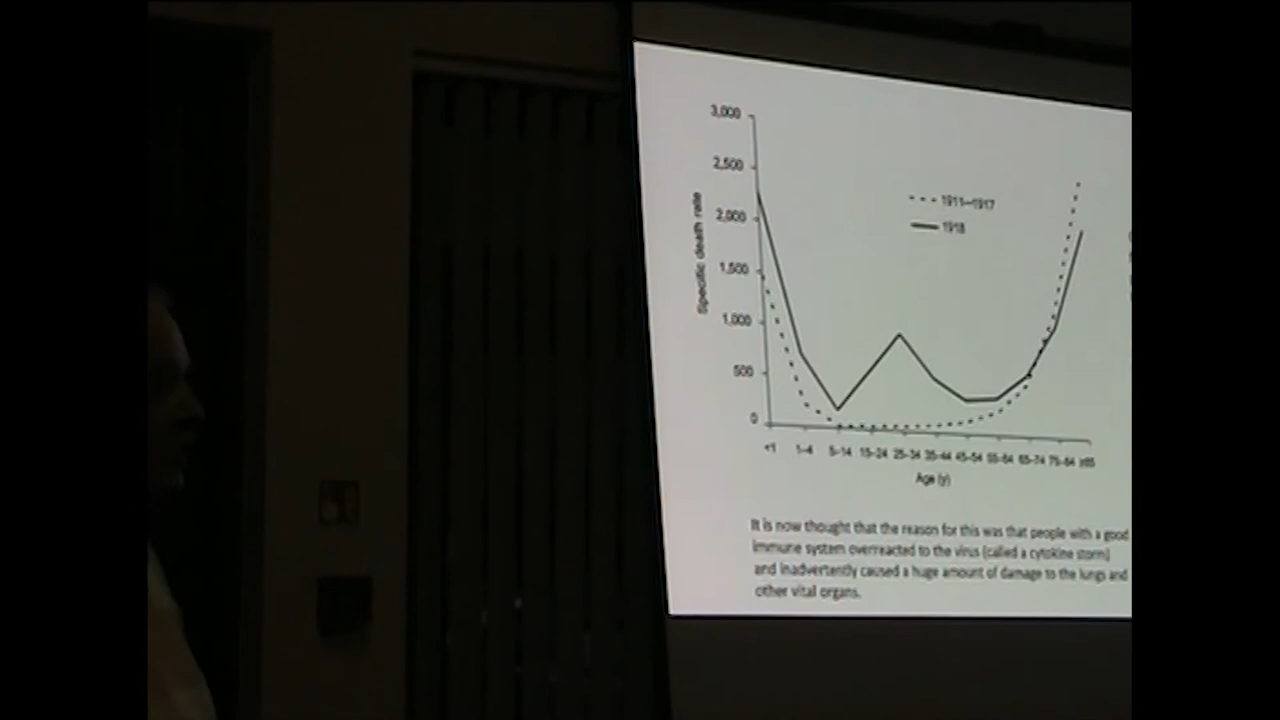 3,000
2,500
2,000
1,500
1,000
500
0
Specific death rate
1911–1917
1918
<1 1–4 5–14 15–24 25–34 35–44 45–54 55–64 65–74 75–84 ≥85
Age (y)
It is now thought that the reason for this was that people with a good
immune system overreacted to the virus (called a cytokine storm)
and inadvertently caused a huge amount of damage to the lungs and
other vital organs.